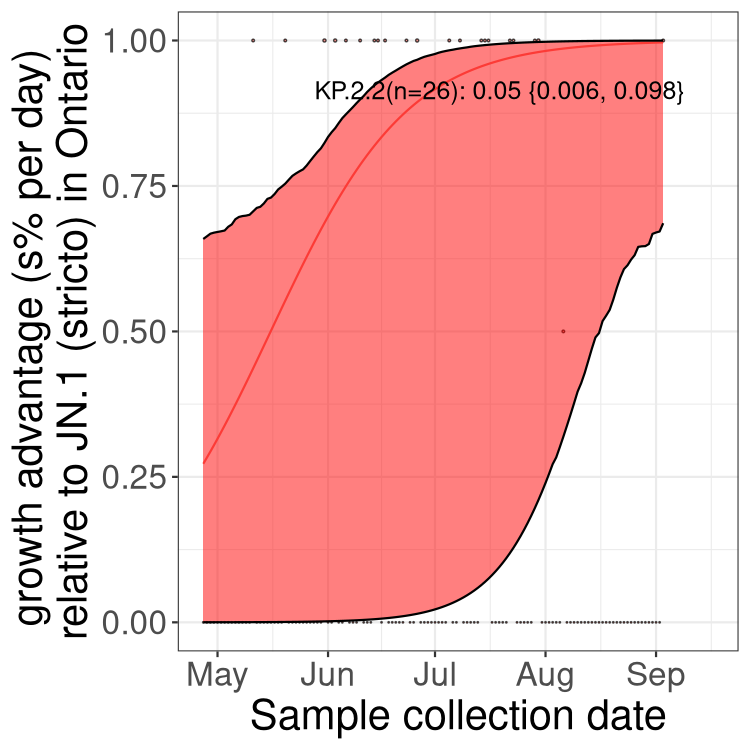 growth advantage (s% per day)
relative to JN.1 (stricto) in Ontario
1.00
0.75
0.50
0.25
0.00
KP.2.2(n=26): 0.05 {0.006, 0.098}
May Jun Jul Aug Sep
Sample collection date